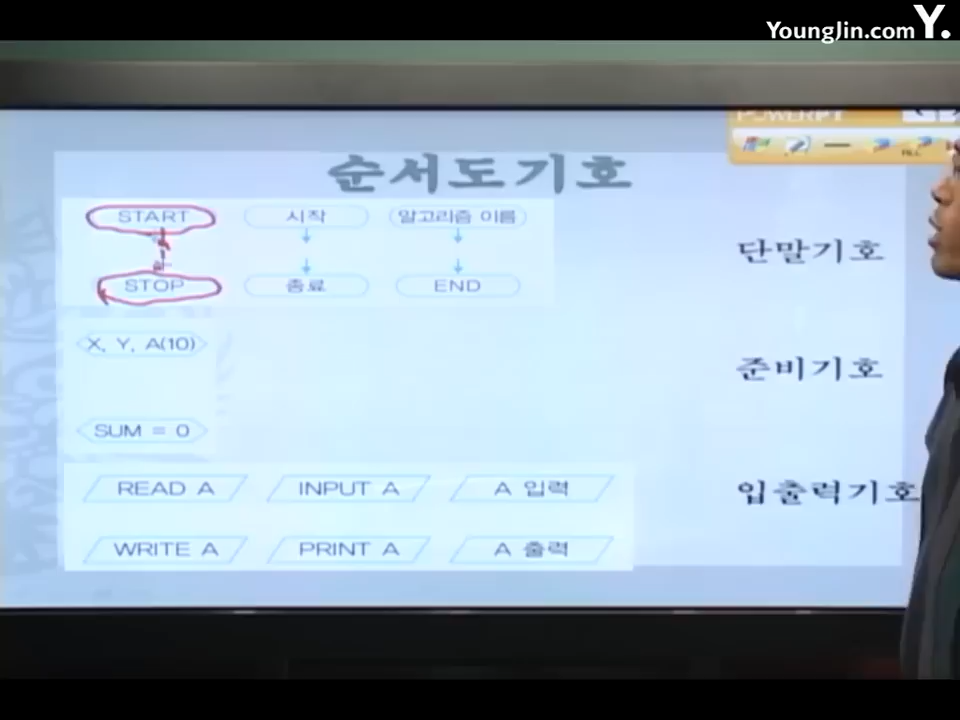 YoungJin.com Y.
순서도기호
START 시작 알고리즘 이름
단말기호
STOP 종료 END
X, Y, A(10)
준비기호
SUM = 0
READ A INPUT A A 입력
입출력기호
WRITE A PRINT A A 출력